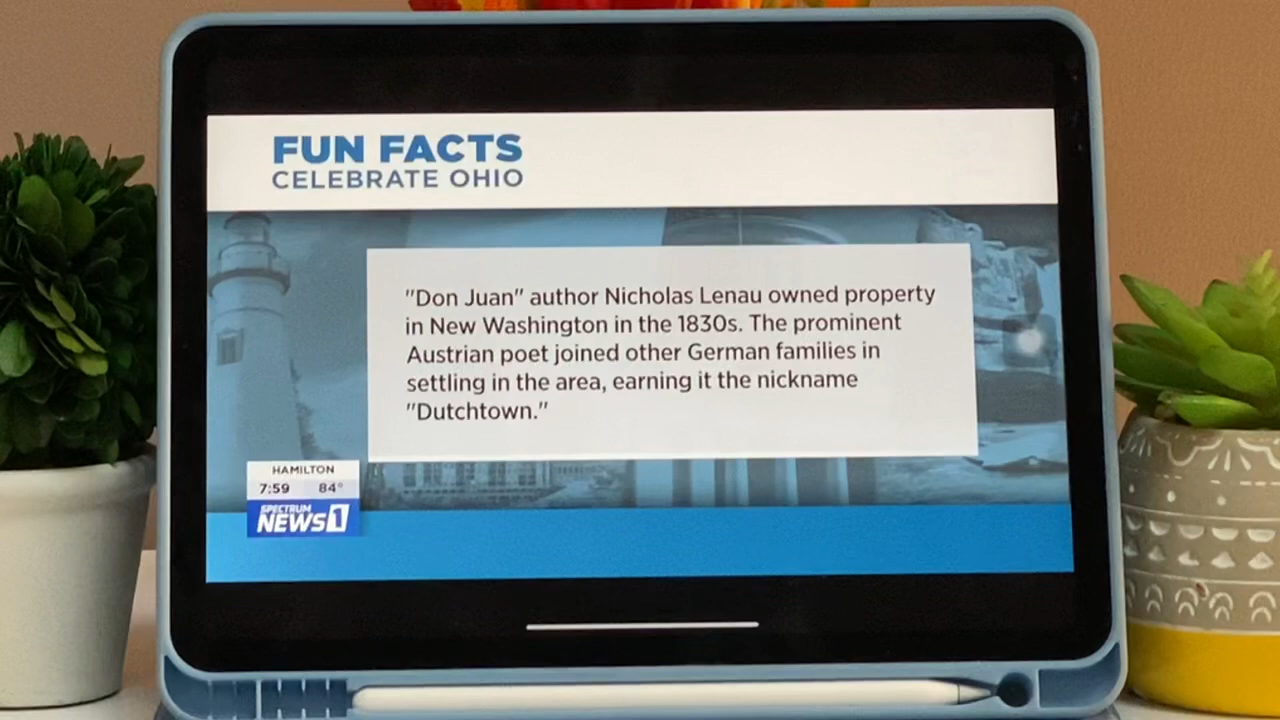 FUN FACTS
CELEBRATE OHIO
"Don Juan" author Nicholas Lenau owned property
in New Washington in the 1830s. The prominent
Austrian poet joined other German families in
settling in the area, earning it the nickname
"Dutchtown."
HAMILTON
7:59 84°
SPECTRUM
NEWS 1